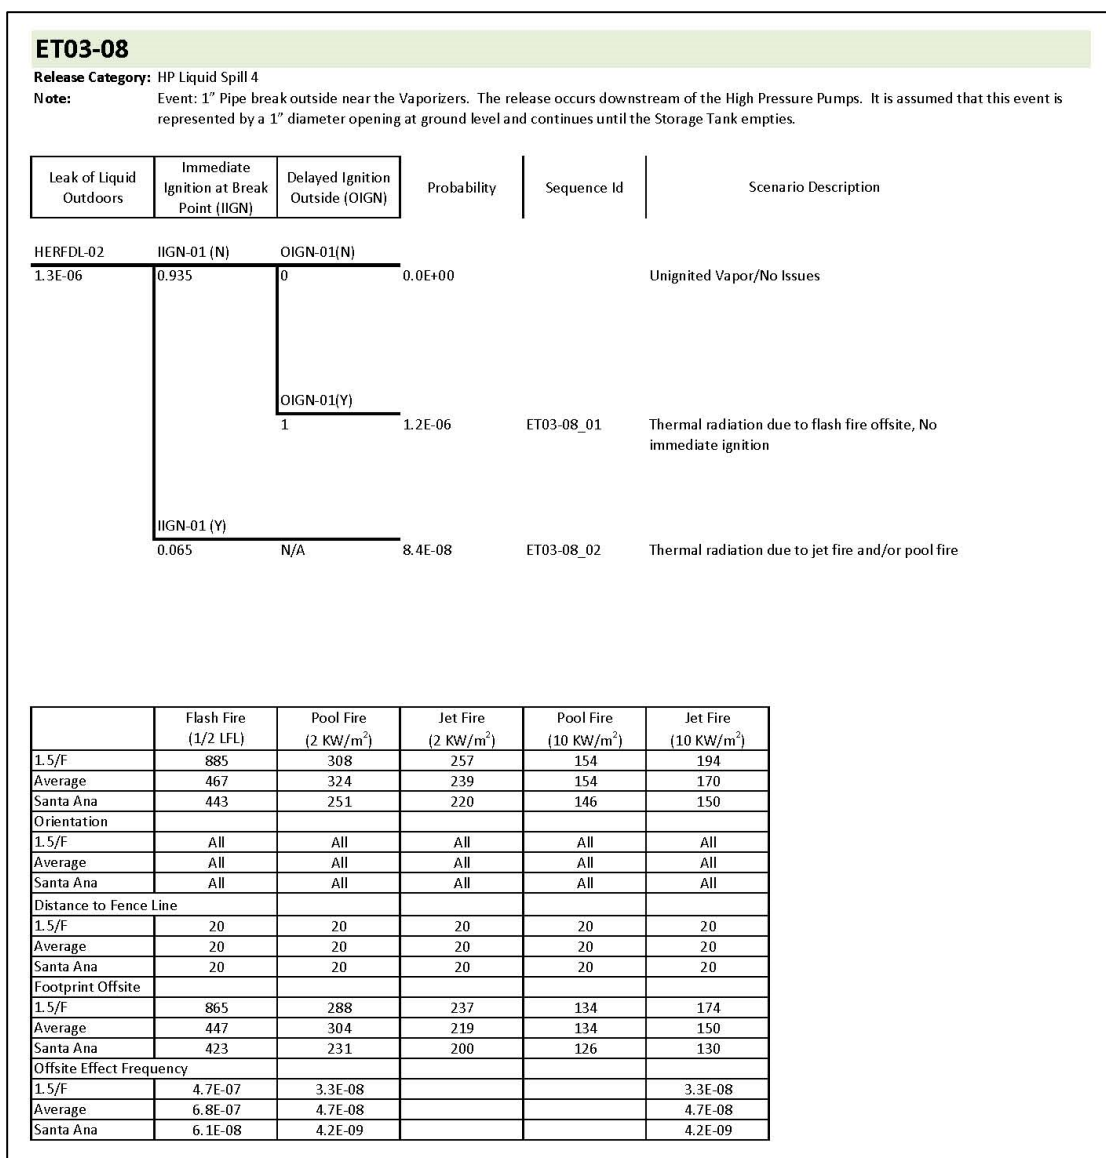 ET03-08
Release Category: HP Liquid Spill 4
Note: Event: 1” Pipe break outside near the Vaporizers. The release occurs downstream of the High Pressure Pumps. It is assumed that this event is
represented by a 1” diameter opening at ground level and continues until the Storage Tank empties.
Leak of Liquid Outdoors
Immediate Ignition at Break Point (IIGN)
Delayed Ignition Outside (OIGN)
Probability
Sequence Id
Scenario Description
HERFDL-02 IIGN-01 (N) OIGN-01(N)
1.3E-06 0.935 0 0.0E+00 Unignited Vapor/No Issues
OIGN-01(Y)
1 1.2E-06 ET03-08_01 Thermal radiation due to flash fire offsite, No
immediate ignition
IIGN-01 (Y)
0.065 N/A 8.4E-08 ET03-08_02 Thermal radiation due to jet fire and/or pool fire
Flash Fire Pool Fire Jet Fire Pool Fire Jet Fire
(1/2 LFL) (2 KW/m²) (2 KW/m²) (10 KW/m²) (10 KW/m²)
1.5/F 885 308 257 154 194
Average 467 324 239 154 170
Santa Ana 443 251 220 146 150
Orientation
1.5/F All All All All All
Average All All All All All
Santa Ana All All All All All
Distance to Fence Line
1.5/F 20 20 20 20 20
Average 20 20 20 20 20
Santa Ana 20 20 20 20 20
Footprint Offsite
1.5/F 865 288 237 134 174
Average 447 304 219 134 150
Santa Ana 423 231 200 126 130
Offsite Effect Frequency
1.5/F 4.7E-07 3.3E-08 3.3E-08
Average 6.8E-07 4.7E-08 4.7E-08
Santa Ana 6.1E-08 4.2E-09 4.2E-09